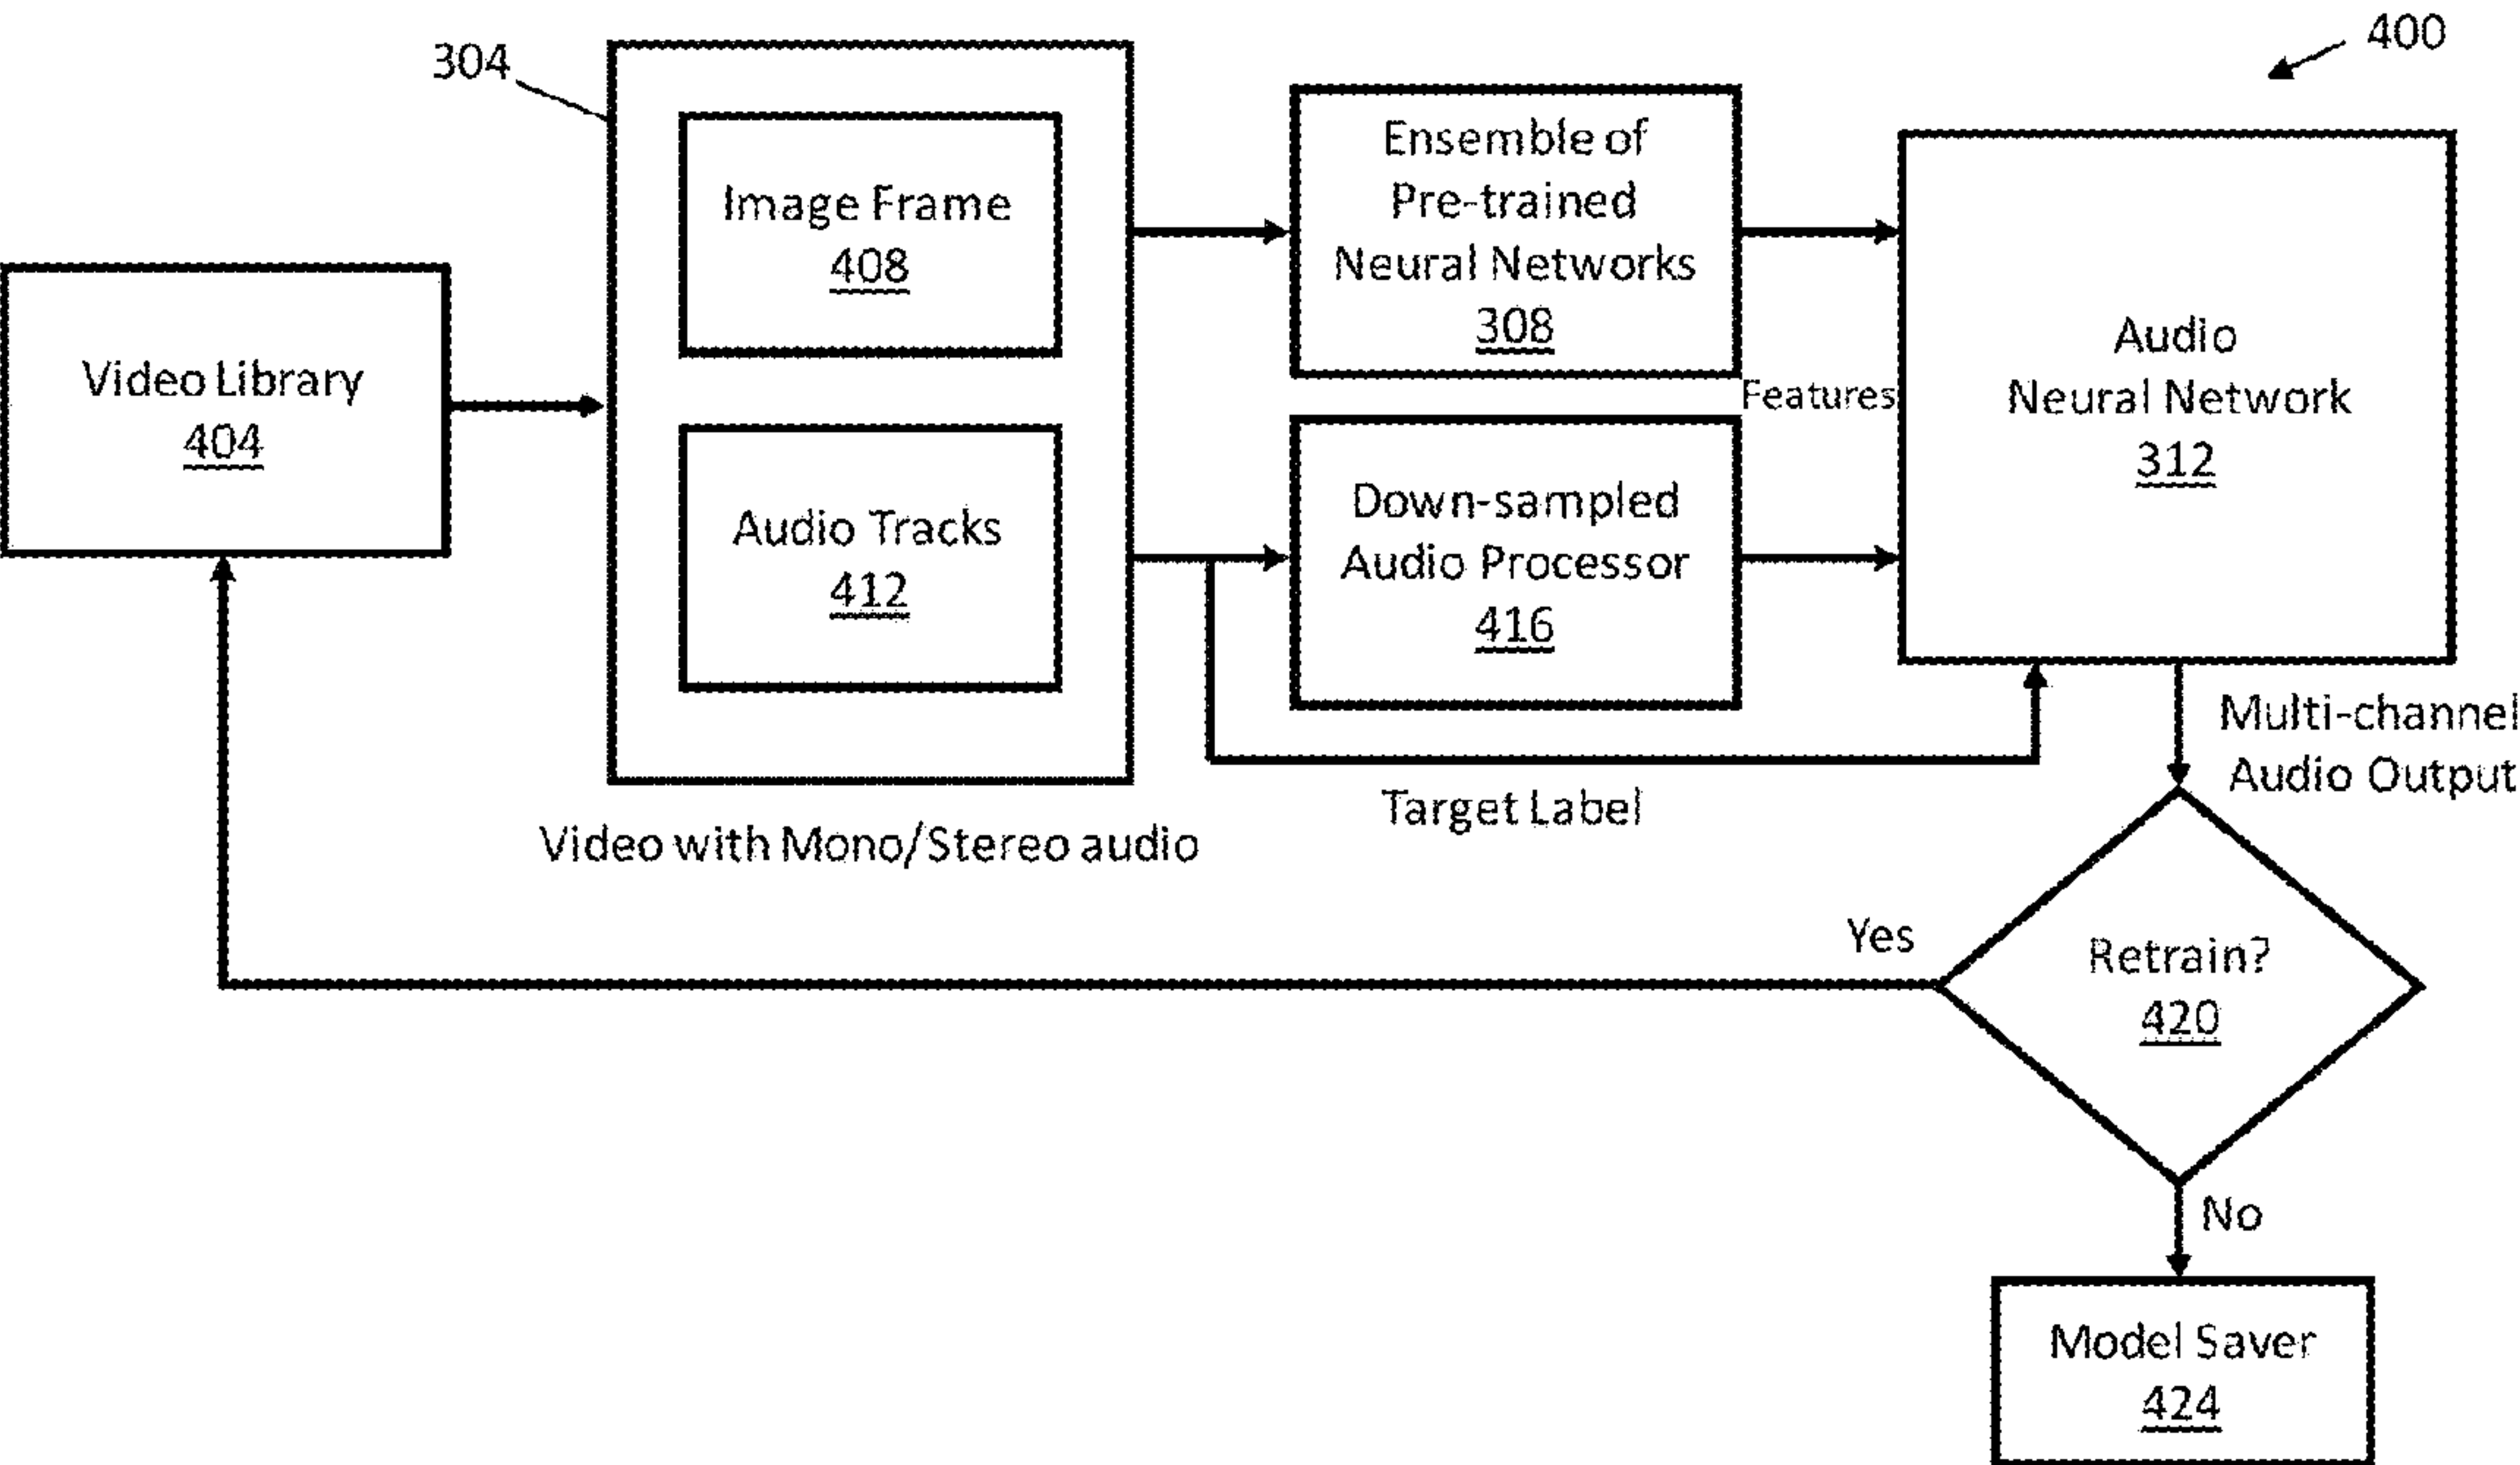 400
304
Image Frame
408
Audio Tracks
412
Video with Mono/Stereo audio
Video Library
404
Ensemble of
Pre-trained
Neural Networks
308
Features
Down-sampled
Audio Processor
416
Target Label
Audio
Neural Network
312
Multi-channel
Audio Output
Yes
Retrain?
420
No
Model Saver
424